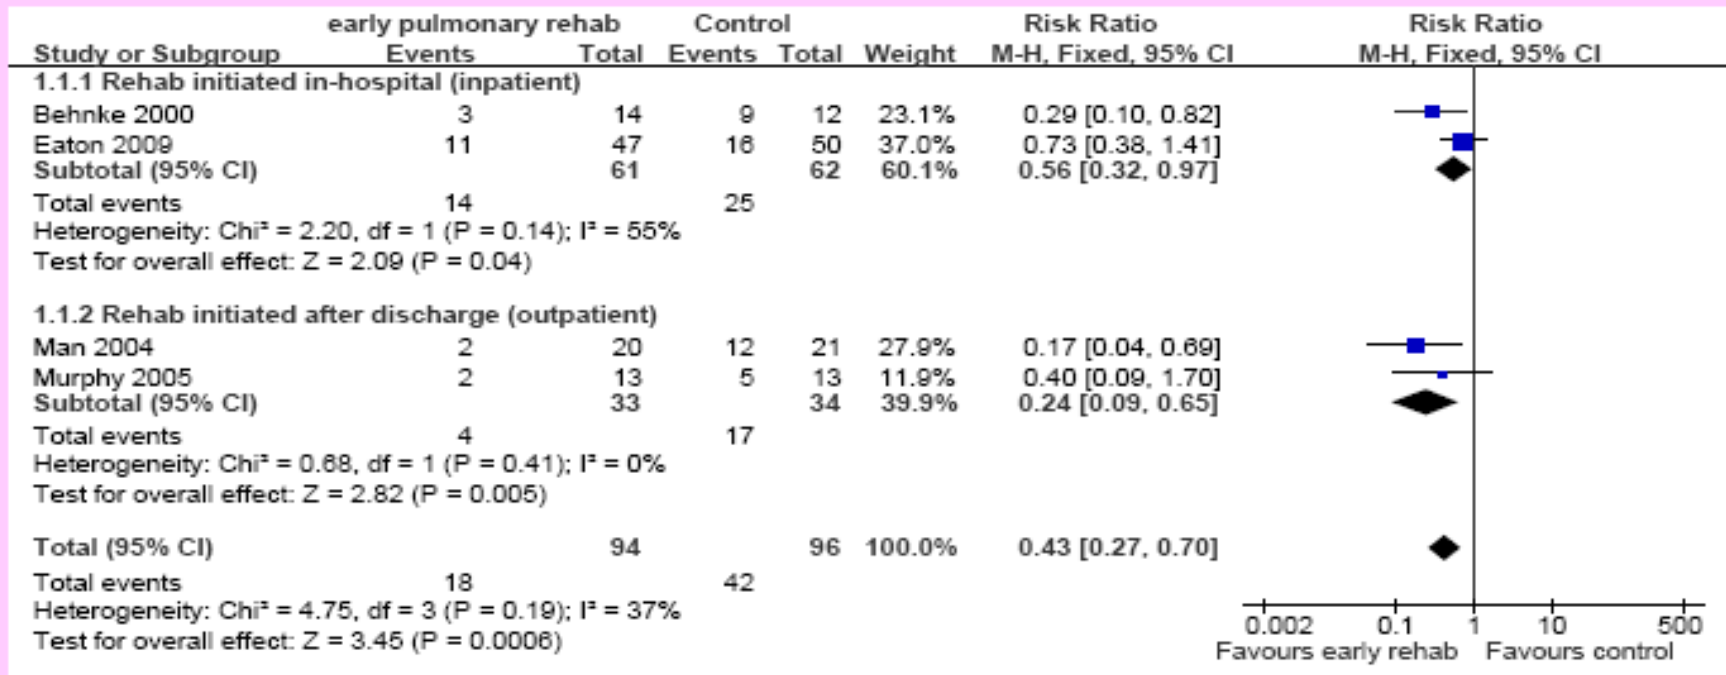 early pulmonary rehab Control Risk Ratio Risk Ratio
Study or Subgroup Events Total Events Total Weight M-H, Fixed, 95% CI M-H, Fixed, 95% CI
1.1.1 Rehab initiated in-hospital (inpatient)
Behnke 2000 3 14 9 12 23.1% 0.29 [0.10, 0.82]
Eaton 2009 11 47 16 50 37.0% 0.73 [0.38, 1.41]
Subtotal (95% CI) 61 62 60.1% 0.56 [0.32, 0.97]
Total events 14 25
Heterogeneity: Chi² = 2.20, df = 1 (P = 0.14); I² = 55%
Test for overall effect: Z = 2.09 (P = 0.04)
1.1.2 Rehab initiated after discharge (outpatient)
Man 2004 2 20 12 21 27.9% 0.17 [0.04, 0.69]
Murphy 2005 2 13 5 13 11.9% 0.40 [0.09, 1.70]
Subtotal (95% CI) 33 34 39.9% 0.24 [0.09, 0.65]
Total events 4 17
Heterogeneity: Chi² = 0.68, df = 1 (P = 0.41); I² = 0%
Test for overall effect: Z = 2.82 (P = 0.005)
Total (95% CI) 94 96 100.0% 0.43 [0.27, 0.70]
Total events 18 42
Heterogeneity: Chi² = 4.75, df = 3 (P = 0.19); I² = 37%
Test for overall effect: Z = 3.45 (P = 0.0006)
0.002 0.1 1 10 500
Favours early rehab Favours control